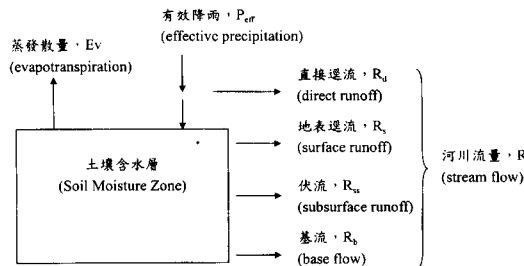 有效降雨，Peff
(effective precipitation)
蒸發散量，Ev
(evapotranspiration)
直接逕流，Rd
(direct runoff)
地表逕流，Rs
(surface runoff)
土壤含水層
(Soil Moisture Zone)
河川流量，R
(stream flow)
伏流，Rss
(subsurface runoff)
基流，Rb
(base flow)